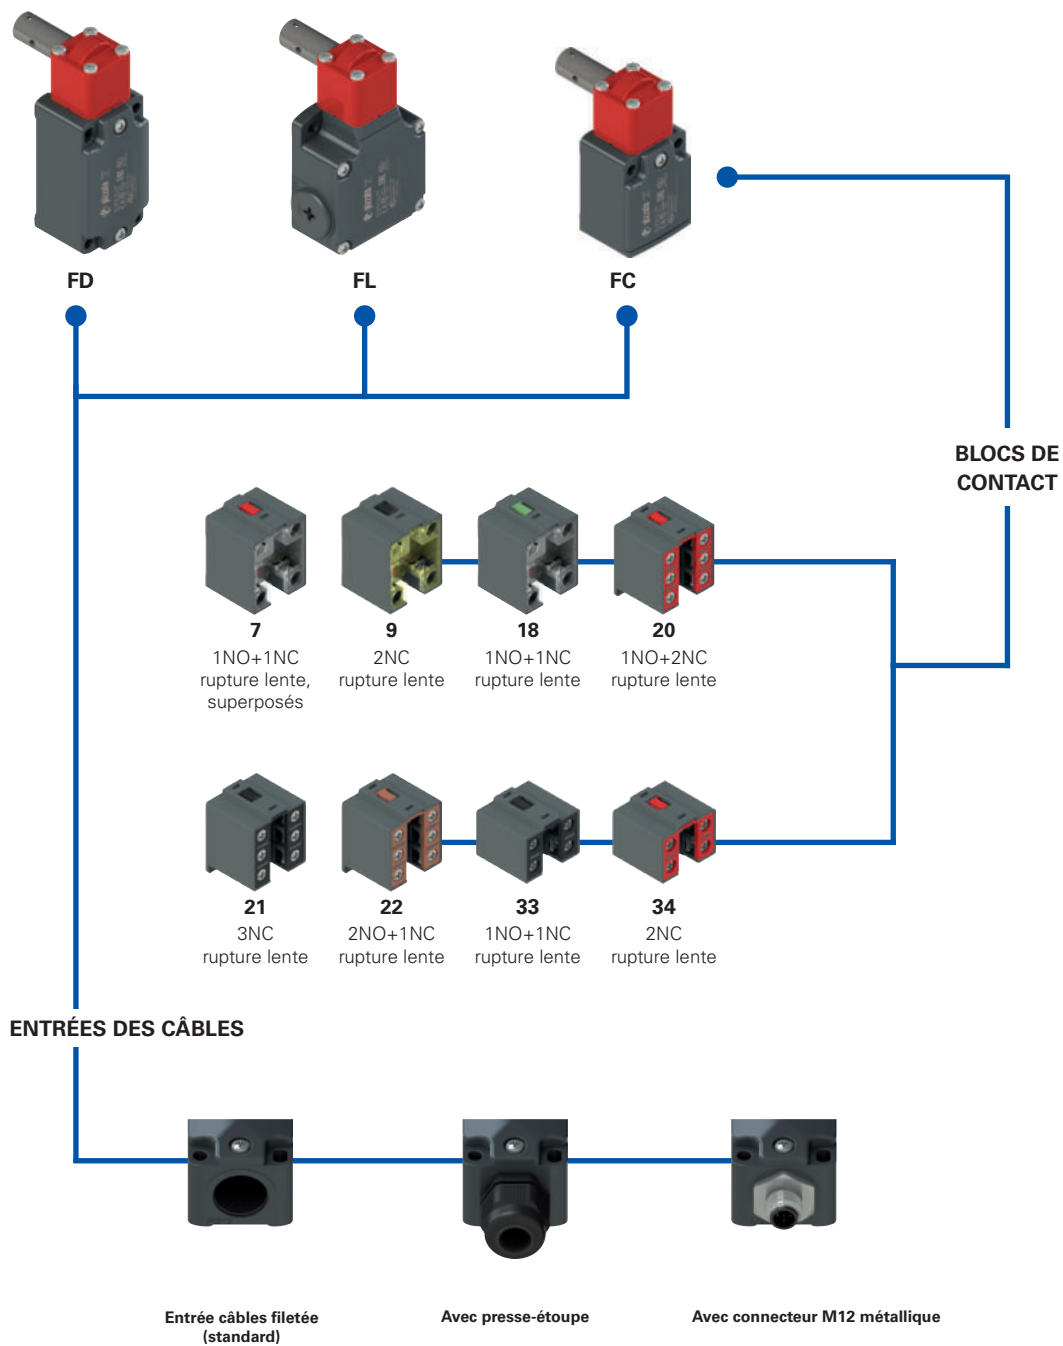 FD
FL
FC
BLOCS DE
CONTACT
7
1NO+1NC
rupture lente,
superposés
9
2NC
rupture lente
18
1NO+1NC
rupture lente
20
1NO+2NC
rupture lente
21
3NC
rupture lente
22
2NO+1NC
rupture lente
33
1NO+1NC
rupture lente
34
2NC
rupture lente
ENTRÉES DES CÂBLES
Entrée câbles filetée
(standard)
Avec presse-étoupe
Avec connecteur M12 métallique